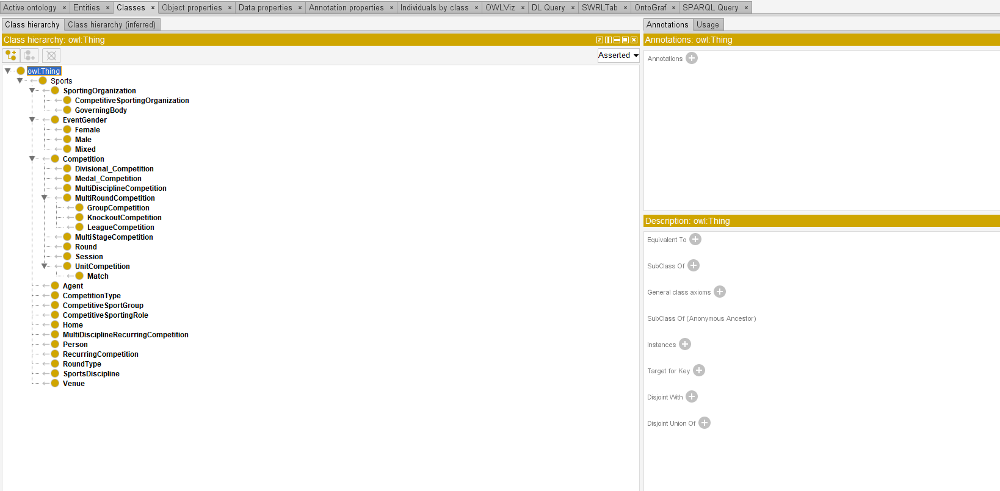 Active ontology × Entities × Classes × Object properties × Data properties × Annotation properties × Individuals by class × OWLViz × DL Query × SWRLTab × OntoGraf × SPARQL Query ×
Class hierarchy Class hierarchy (inferred)
Class hierarchy: owl:Thing
Asserted
owl:Thing
Sports
SportingOrganization
CompetitiveSportingOrganization
GoverningBody
EventGender
Female
Male
Mixed
Competition
Divisional_Competition
Medal_Competition
MultiDisciplineCompetition
MultiRoundCompetition
GroupCompetition
KnockoutCompetition
LeagueCompetition
MultiStageCompetition
Round
Session
UnitCompetition
Match
Agent
CompetitionType
CompetitiveSportGroup
CompetitiveSportingRole
Home
MultiDisciplineRecurringCompetition
Person
RecurringCompetition
RoundType
SportsDiscipline
Venue
Annotations Usage
Annotations: owl:Thing
Annotations
Description: owl:Thing
Equivalent To
SubClass Of
General class axioms
SubClass Of (Anonymous Ancestor)
Instances
Target for Key
Disjoint With
Disjoint Union Of